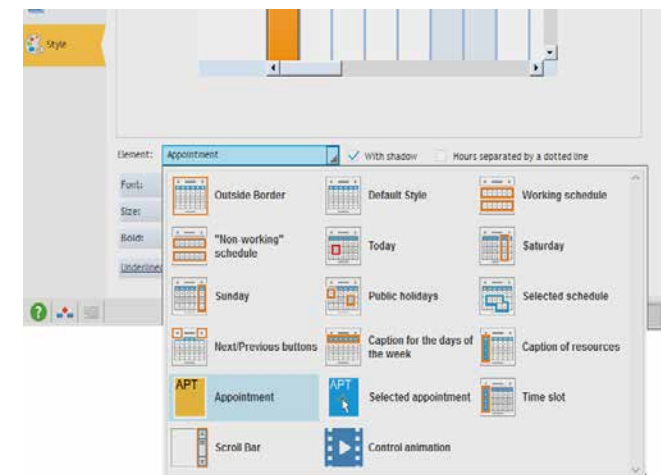 Style
Element: Appointment With shadow Hours separated by a dotted line
Font:
Size:
Bold:
Underlined
Outside Border Default Style Working schedule
"Non-working" schedule Today Saturday
Sunday Public holidays Selected schedule
Next/Previous buttons Caption for the days of the week Caption of resources
APT Appointment APT Selected appointment Time slot
Scroll Bar Control animation